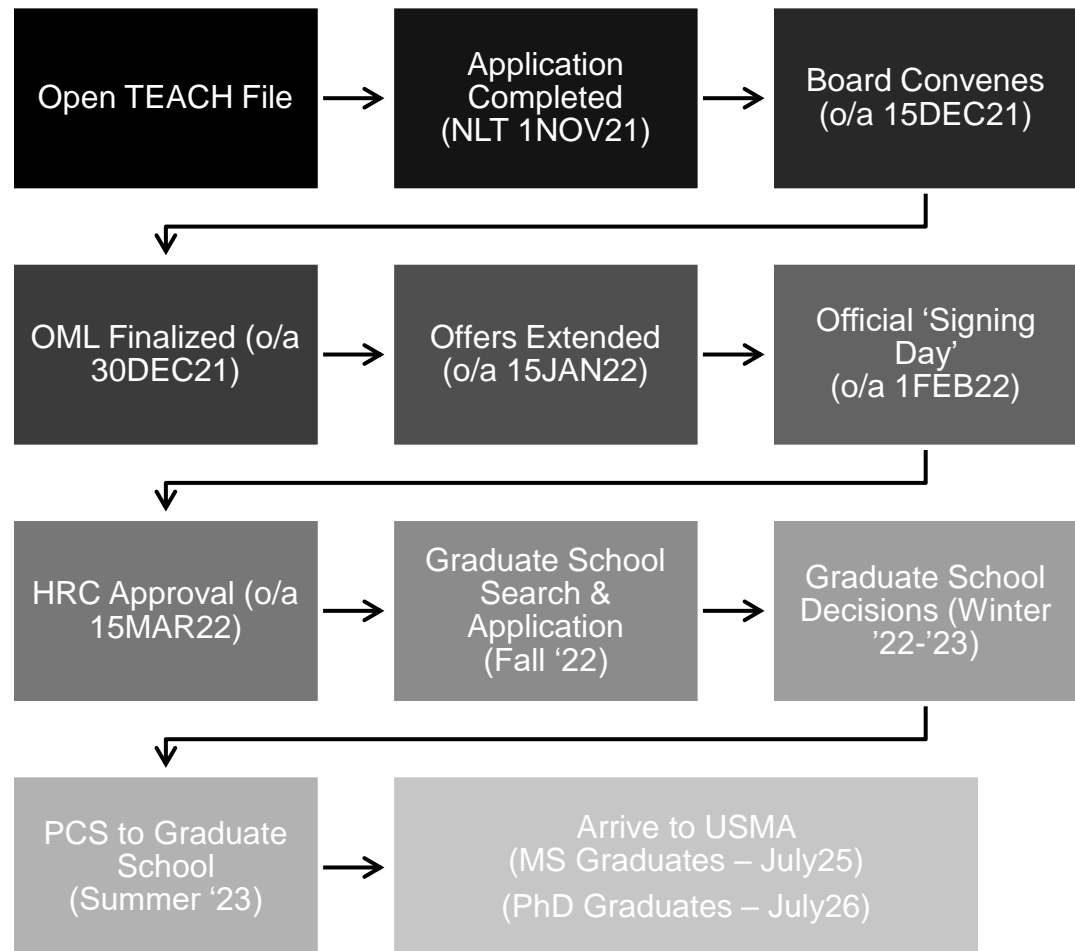 Open TEACH File
Application
Completed
(NLT 1NOV21)
Board Convenes
(o/a 15DEC21)
OML Finalized (o/a
30DEC21)
Offers Extended
(o/a 15JAN22)
Official ‘Signing
Day’
(o/a 1FEB22)
HRC Approval (o/a
15MAR22)
Graduate School
Search &
Application
(Fall ‘22)
Graduate School
Decisions (Winter
’22-’23)
PCS to Graduate
School
(Summer ‘23)
Arrive to USMA
(MS Graduates – July25)
(PhD Graduates – July26)